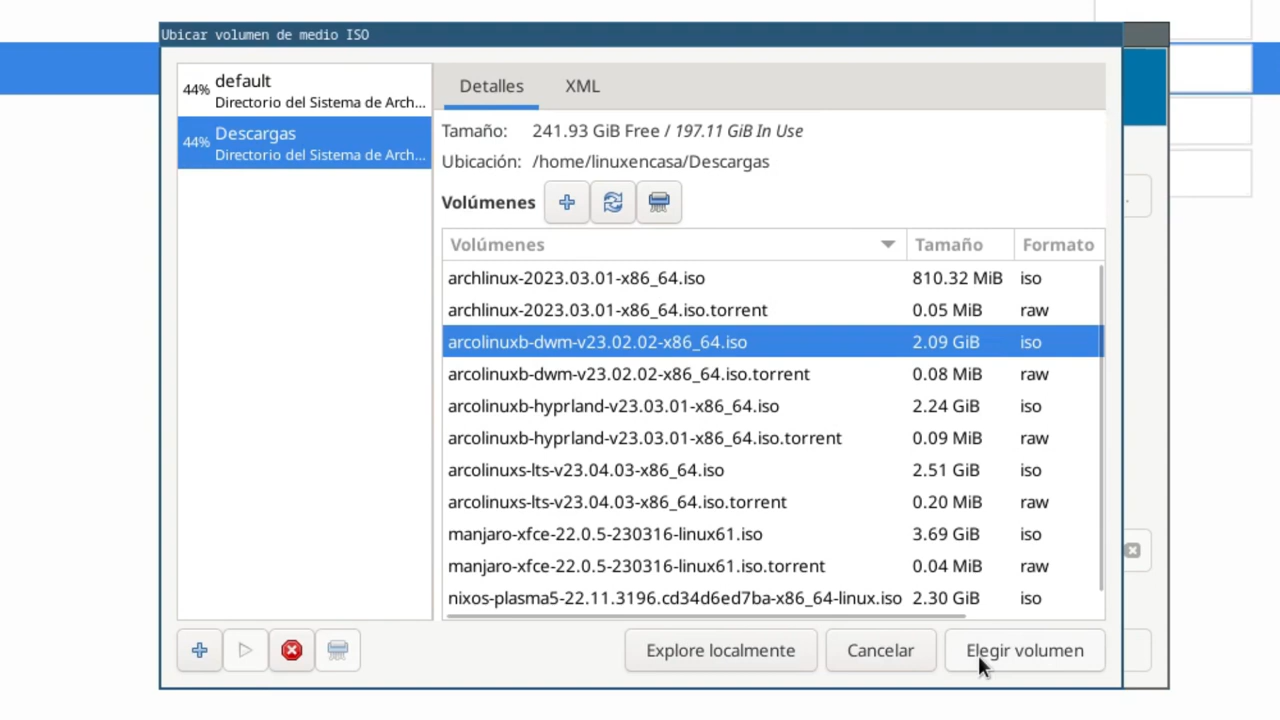 Ubicar volumen de medio ISO
44% default
Directorio del Sistema de Arch...
44% Descargas
Directorio del Sistema de Arch...
Detalles XML
Tamaño: 241.93 GiB Free / 197.11 GiB In Use
Ubicación: /home/linuxencasa/Descargas
Volúmenes
Volúmenes Tamaño Formato
archlinux-2023.03.01-x86_64.iso 810.32 MiB iso
archlinux-2023.03.01-x86_64.iso.torrent 0.05 MiB raw
arcolinuxb-dwm-v23.02.02-x86_64.iso 2.09 GiB iso
arcolinuxb-dwm-v23.02.02-x86_64.iso.torrent 0.08 MiB raw
arcolinuxb-hyprland-v23.03.01-x86_64.iso 2.24 GiB iso
arcolinuxb-hyprland-v23.03.01-x86_64.iso.torrent 0.09 MiB raw
arcolinuxs-lts-v23.04.03-x86_64.iso 2.51 GiB iso
arcolinuxs-lts-v23.04.03-x86_64.iso.torrent 0.20 MiB raw
manjaro-xfce-22.0.5-230316-linux61.iso 3.69 GiB iso
manjaro-xfce-22.0.5-230316-linux61.iso.torrent 0.04 MiB raw
nixos-plasma5-22.11.3196.cd34d6ed7ba-x86_64-linux.iso 2.30 GiB iso
Explore localmente Cancelar Elegir volumen